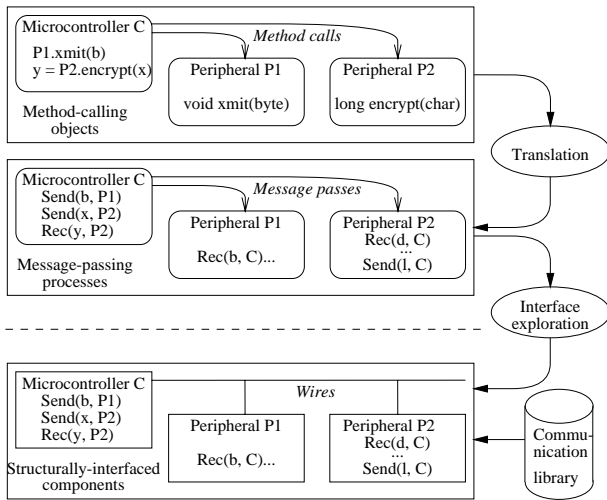 Microcontroller C
P1.xmit(b)
y = P2.encrypt(x)
Method calls
Peripheral P1
void xmit(byte)
Peripheral P2
long encrypt(char)
Method-calling
objects
Translation
Microcontroller C
Send(b, P1)
Send(x, P2)
Rec(y, P2)
Message passes
Peripheral P1
Rec(b, C)...
Peripheral P2
Rec(d, C)
...
Send(l, C)
Message-passing
processes
Interface
exploration
Microcontroller C
Send(b, P1)
Send(x, P2)
Rec(y, P2)
Wires
Peripheral P1
Rec(b, C)...
Peripheral P2
Rec(d, C)
...
Send(l, C)
Structurally-interfaced
components
Commu-
nication
library